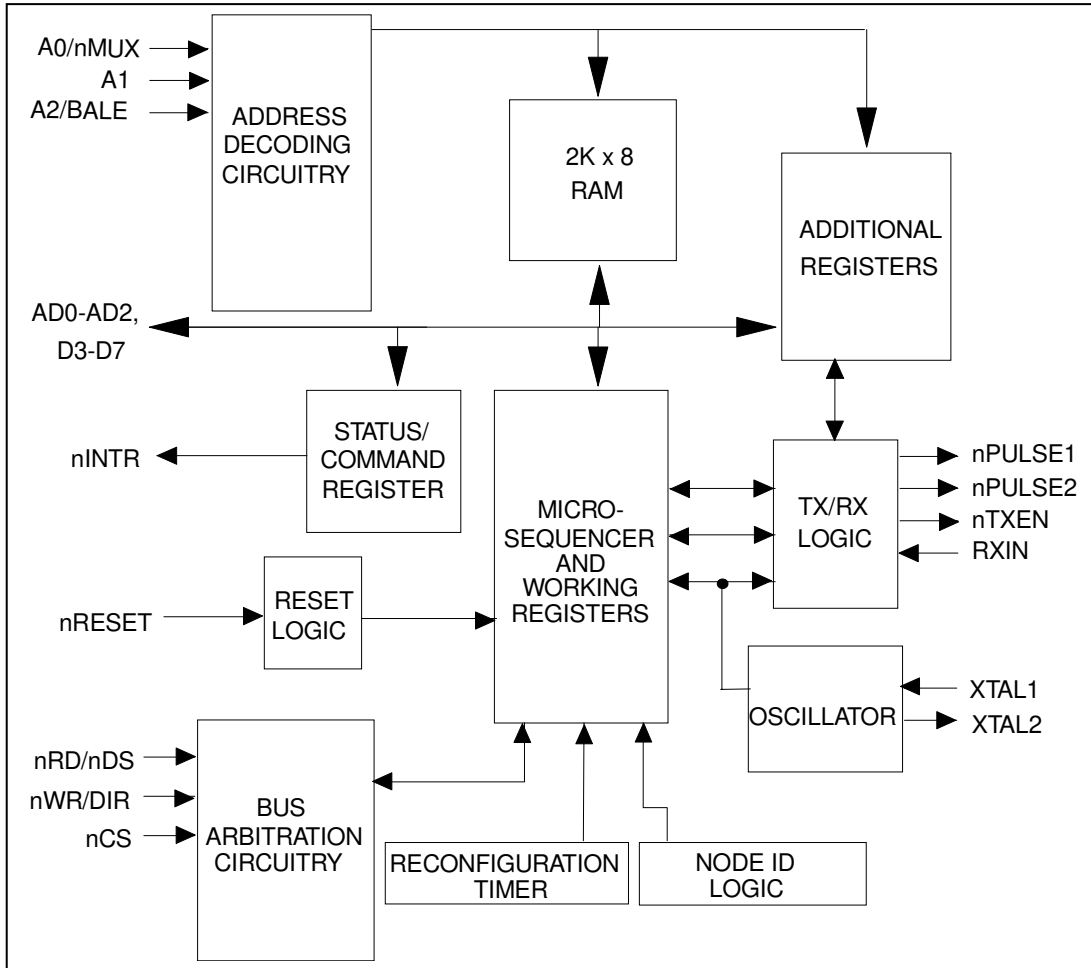 A0/nMUX
A1
A2/BALE
ADDRESS
DECODING
CIRCUITRY
2K x 8
RAM
ADDITIONAL
REGISTERS
AD0-AD2,
D3-D7
nINTR
STATUS/
COMMAND
REGISTER
MICRO-
SEQUENCER
AND
WORKING
REGISTERS
TX/RX
LOGIC
nPULSE1
nPULSE2
nTXEN
RXIN
nRESET
RESET
LOGIC
OSCILLATOR
XTAL1
XTAL2
nRD/nDS
nWR/DIR
nCS
BUS
ARBITRATION
CIRCUITRY
RECONFIGURATION
TIMER
NODE ID
LOGIC